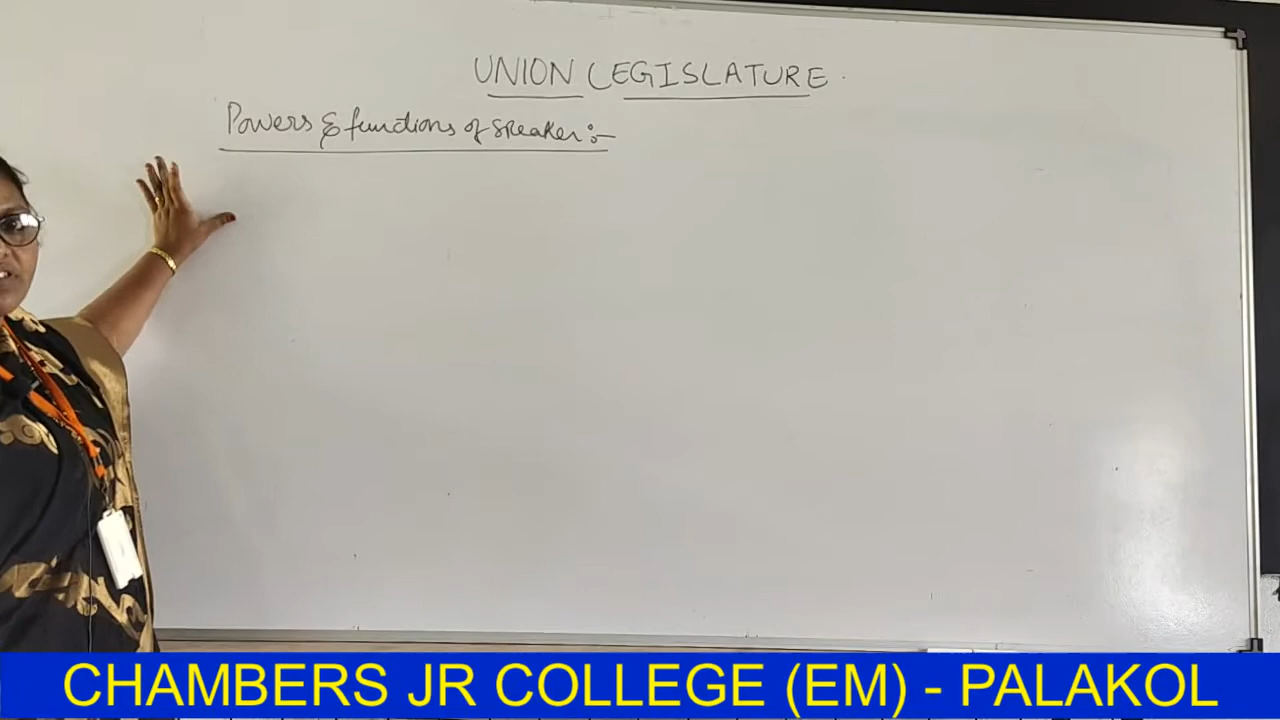 UNION LEGISLATURE.
Powers & functions of Speaker:-
CHAMBERS JR COLLEGE (EM) - PALAKOL